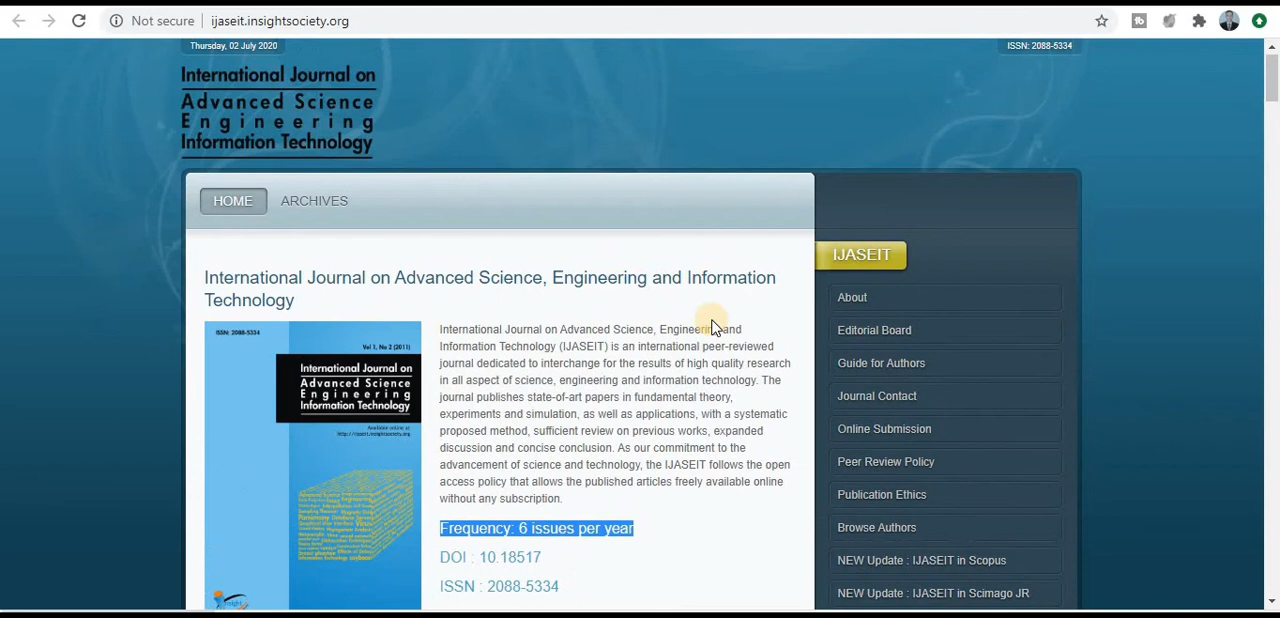 Not secure
ijaseit.insightsociety.org
Thursday, 02 July 2020
ISSN: 2088-5334
International Journal on
Advanced Science
Engineering
Information Technology
HOME
ARCHIVES
International Journal on Advanced Science, Engineering and Information
Technology
ISSN: 2088-5334
Vol 1, No 2 (2011)
International Journal on
Advanced Science
Engineering
Information Technology
Available online at
http://ijaseit.insightsociety.org
International Journal on Advanced Science, Engineering and
Information Technology (IJASEIT) is an international peer-reviewed
journal dedicated to interchange for the results of high quality research
in all aspect of science, engineering and information technology. The
journal publishes state-of-art papers in fundamental theory,
experiments and simulation, as well as applications, with a systematic
proposed method, sufficient review on previous works, expanded
discussion and concise conclusion. As our commitment to the
advancement of science and technology, the IJASEIT follows the open
access policy that allows the published articles freely available online
without any subscription.
Frequency: 6 issues per year
DOI : 10.18517
ISSN : 2088-5334
IJASEIT
About
Editorial Board
Guide for Authors
Journal Contact
Online Submission
Peer Review Policy
Publication Ethics
Browse Authors
NEW Update : IJASEIT in Scopus
NEW Update : IJASEIT in Scimago JR